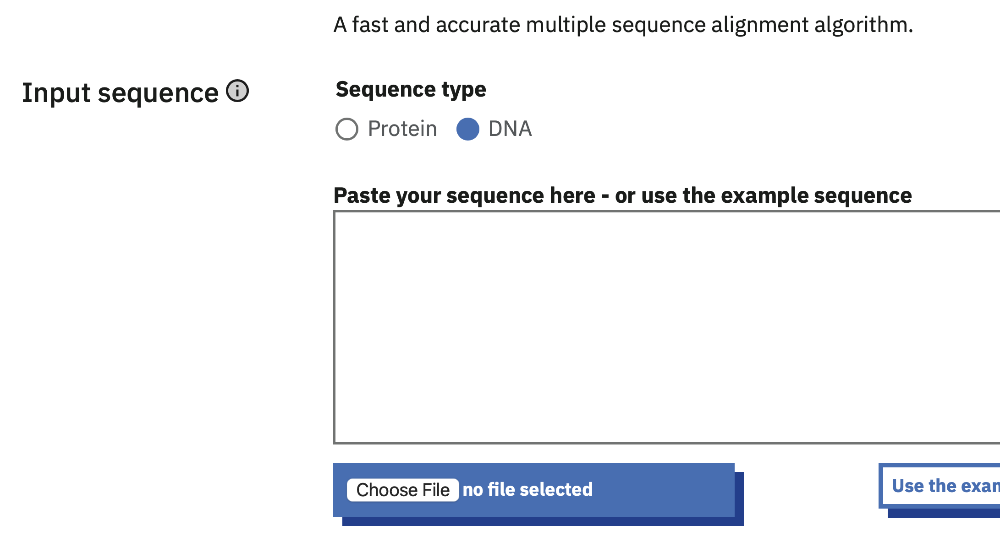 A fast and accurate multiple sequence alignment algorithm.
Input sequence
Sequence type
Protein
DNA
Paste your sequence here - or use the example sequence
Choose File no file selected
Use the